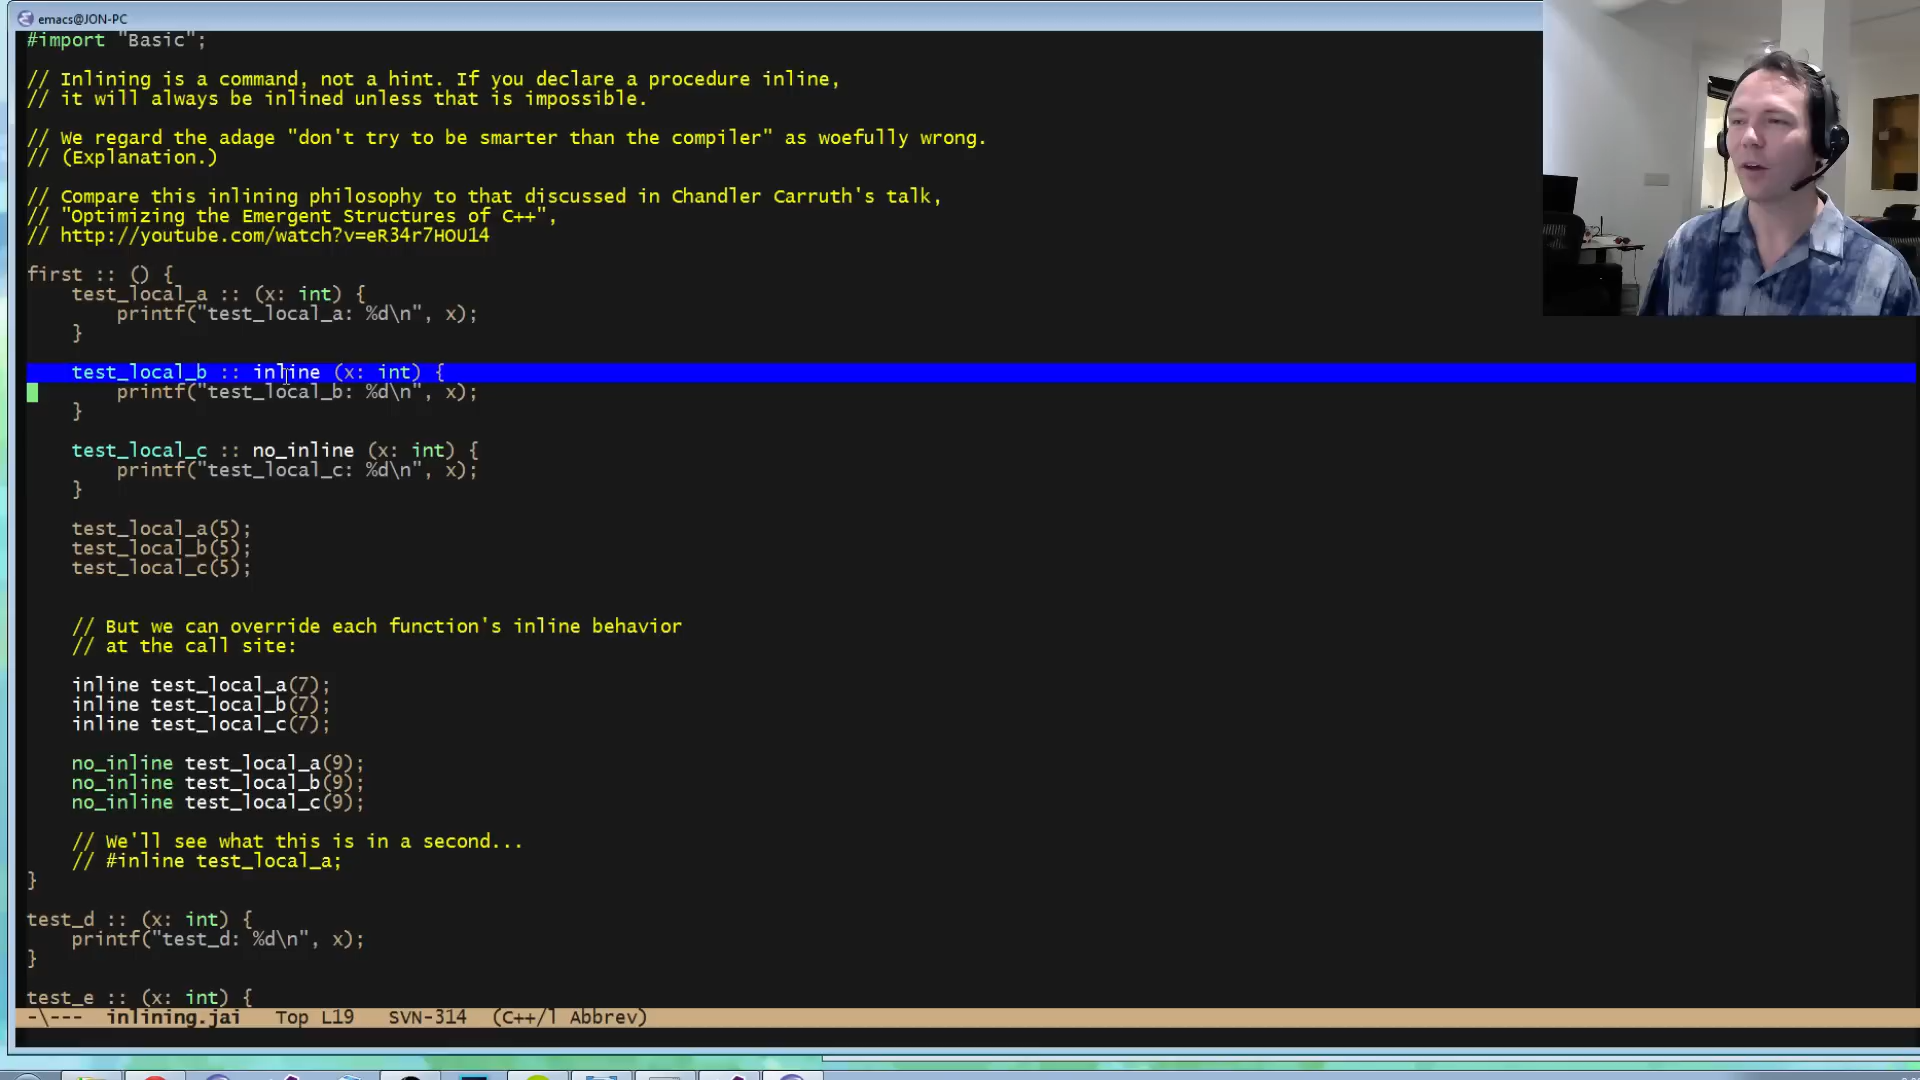 emacs@JON-PC
#import "Basic";
// Inlining is a command, not a hint. If you declare a procedure inline,
// it will always be inlined unless that is impossible.
// We regard the adage "don't try to be smarter than the compiler" as woefully wrong.
// (Explanation.)
// Compare this inlining philosophy to that discussed in Chandler Carruth's talk,
// "Optimizing the Emergent Structures of C++",
// http://youtube.com/watch?v=eR34r7HOU14
first :: () {
    test_local_a :: (x: int) {
        printf("test_local_a: %d\n", x);
    }
    test_local_b :: inline (x: int) {
        printf("test_local_b: %d\n", x);
    }
    test_local_c :: no_inline (x: int) {
        printf("test_local_c: %d\n", x);
    }
    test_local_a(5);
    test_local_b(5);
    test_local_c(5);
    // But we can override each function's inline behavior
    // at the call site:
    inline test_local_a(7);
    inline test_local_b(7);
    inline test_local_c(7);
    no_inline test_local_a(9);
    no_inline test_local_b(9);
    no_inline test_local_c(9);
    // We'll see what this is in a second...
    // #inline test_local_a;
}
test_d :: (x: int) {
    printf("test_d: %d\n", x);
}
test_e :: (x: int) {
-\--- inlining.jai Top L19 SVN-314 (C++/l Abbrev)